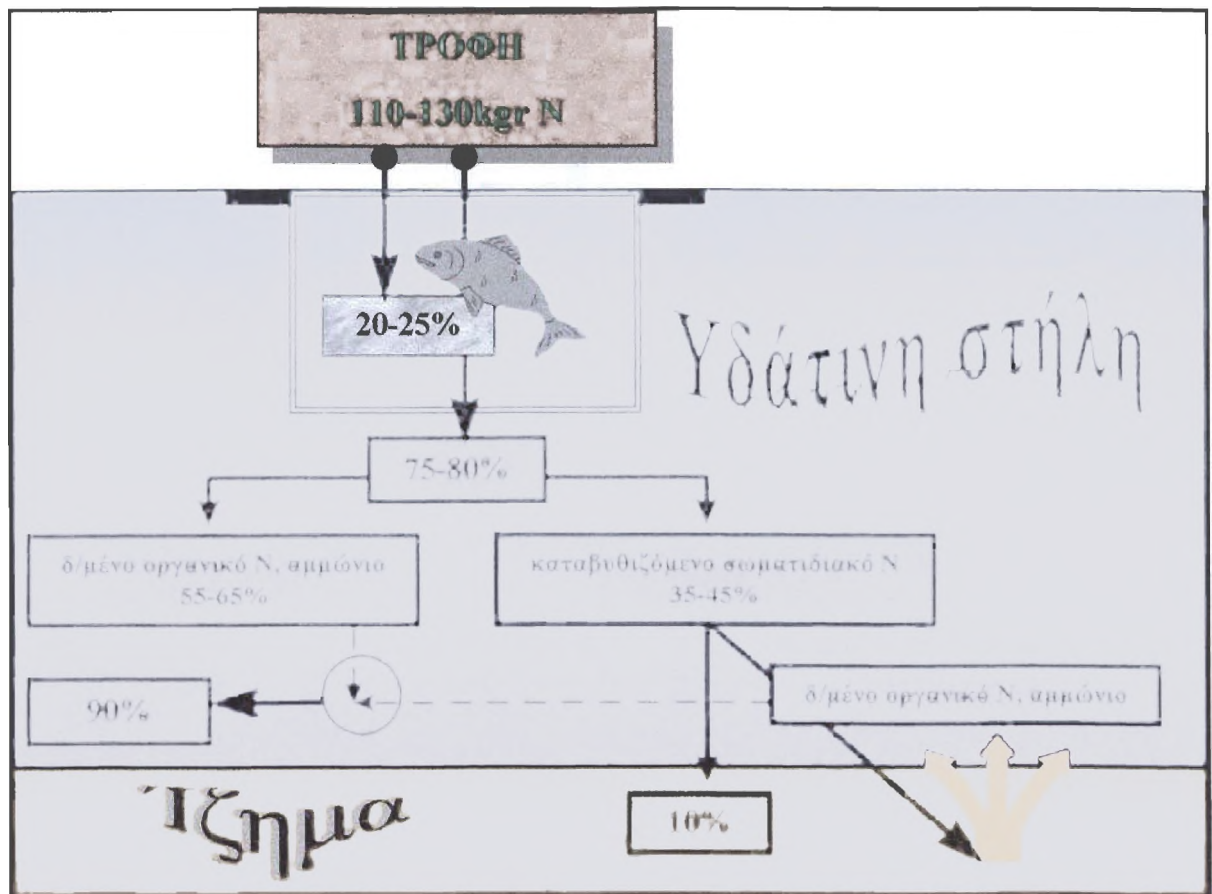 ΤΡΟΦΗ
110-130kgr N
20-25%
Υδάτινη στήλη
75-80%
δ/μένο οργανικό Ν, αμμώνιο
55-65%
καταβυθιζόμενο σωματιδιακό Ν
35-45%
90%
δ/μένο οργανικό Ν, αμμώνιο
Ίζημα
10%